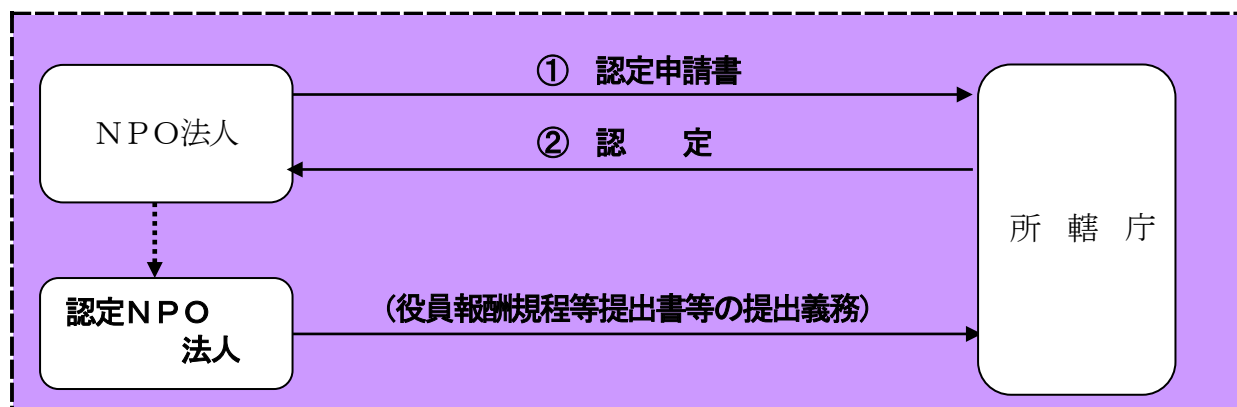 ① 認定申請書
NPO法人
② 認　　定
所　轄　庁
認定NPO
法人
（役員報酬規程等提出書等の提出義務）